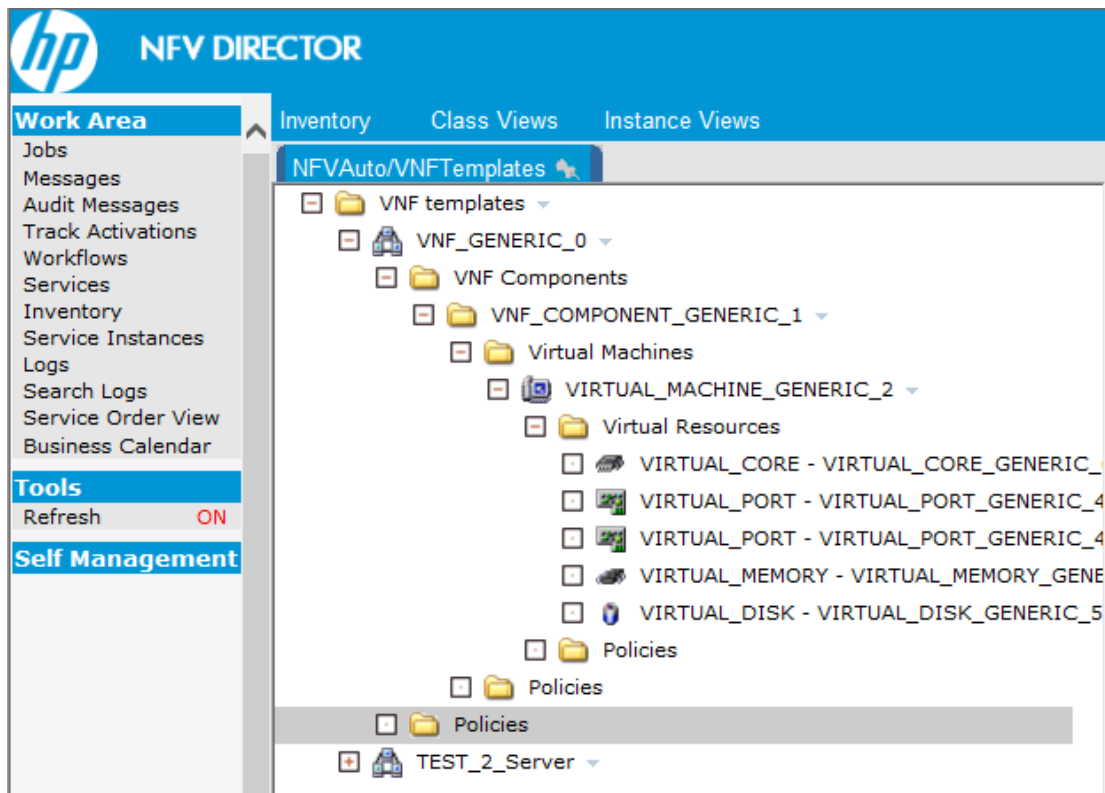 hp NFV DIRECTOR
Work Area
Jobs
Messages
Audit Messages
Track Activations
Workflows
Services
Inventory
Service Instances
Logs
Search Logs
Service Order View
Business Calendar
Tools
Refresh ON
Self Management
Inventory Class Views Instance Views
NFVAuto/VNFTemplates
VNF templates
VNF_GENERIC_0
VNF Components
VNF_COMPONENT_GENERIC_1
Virtual Machines
VIRTUAL_MACHINE_GENERIC_2
Virtual Resources
VIRTUAL_CORE - VIRTUAL_CORE_GENERIC_
VIRTUAL_PORT - VIRTUAL_PORT_GENERIC_4
VIRTUAL_PORT - VIRTUAL_PORT_GENERIC_4
VIRTUAL_MEMORY - VIRTUAL_MEMORY_GENE
VIRTUAL_DISK - VIRTUAL_DISK_GENERIC_5
Policies
Policies
Policies
TEST_2_Server